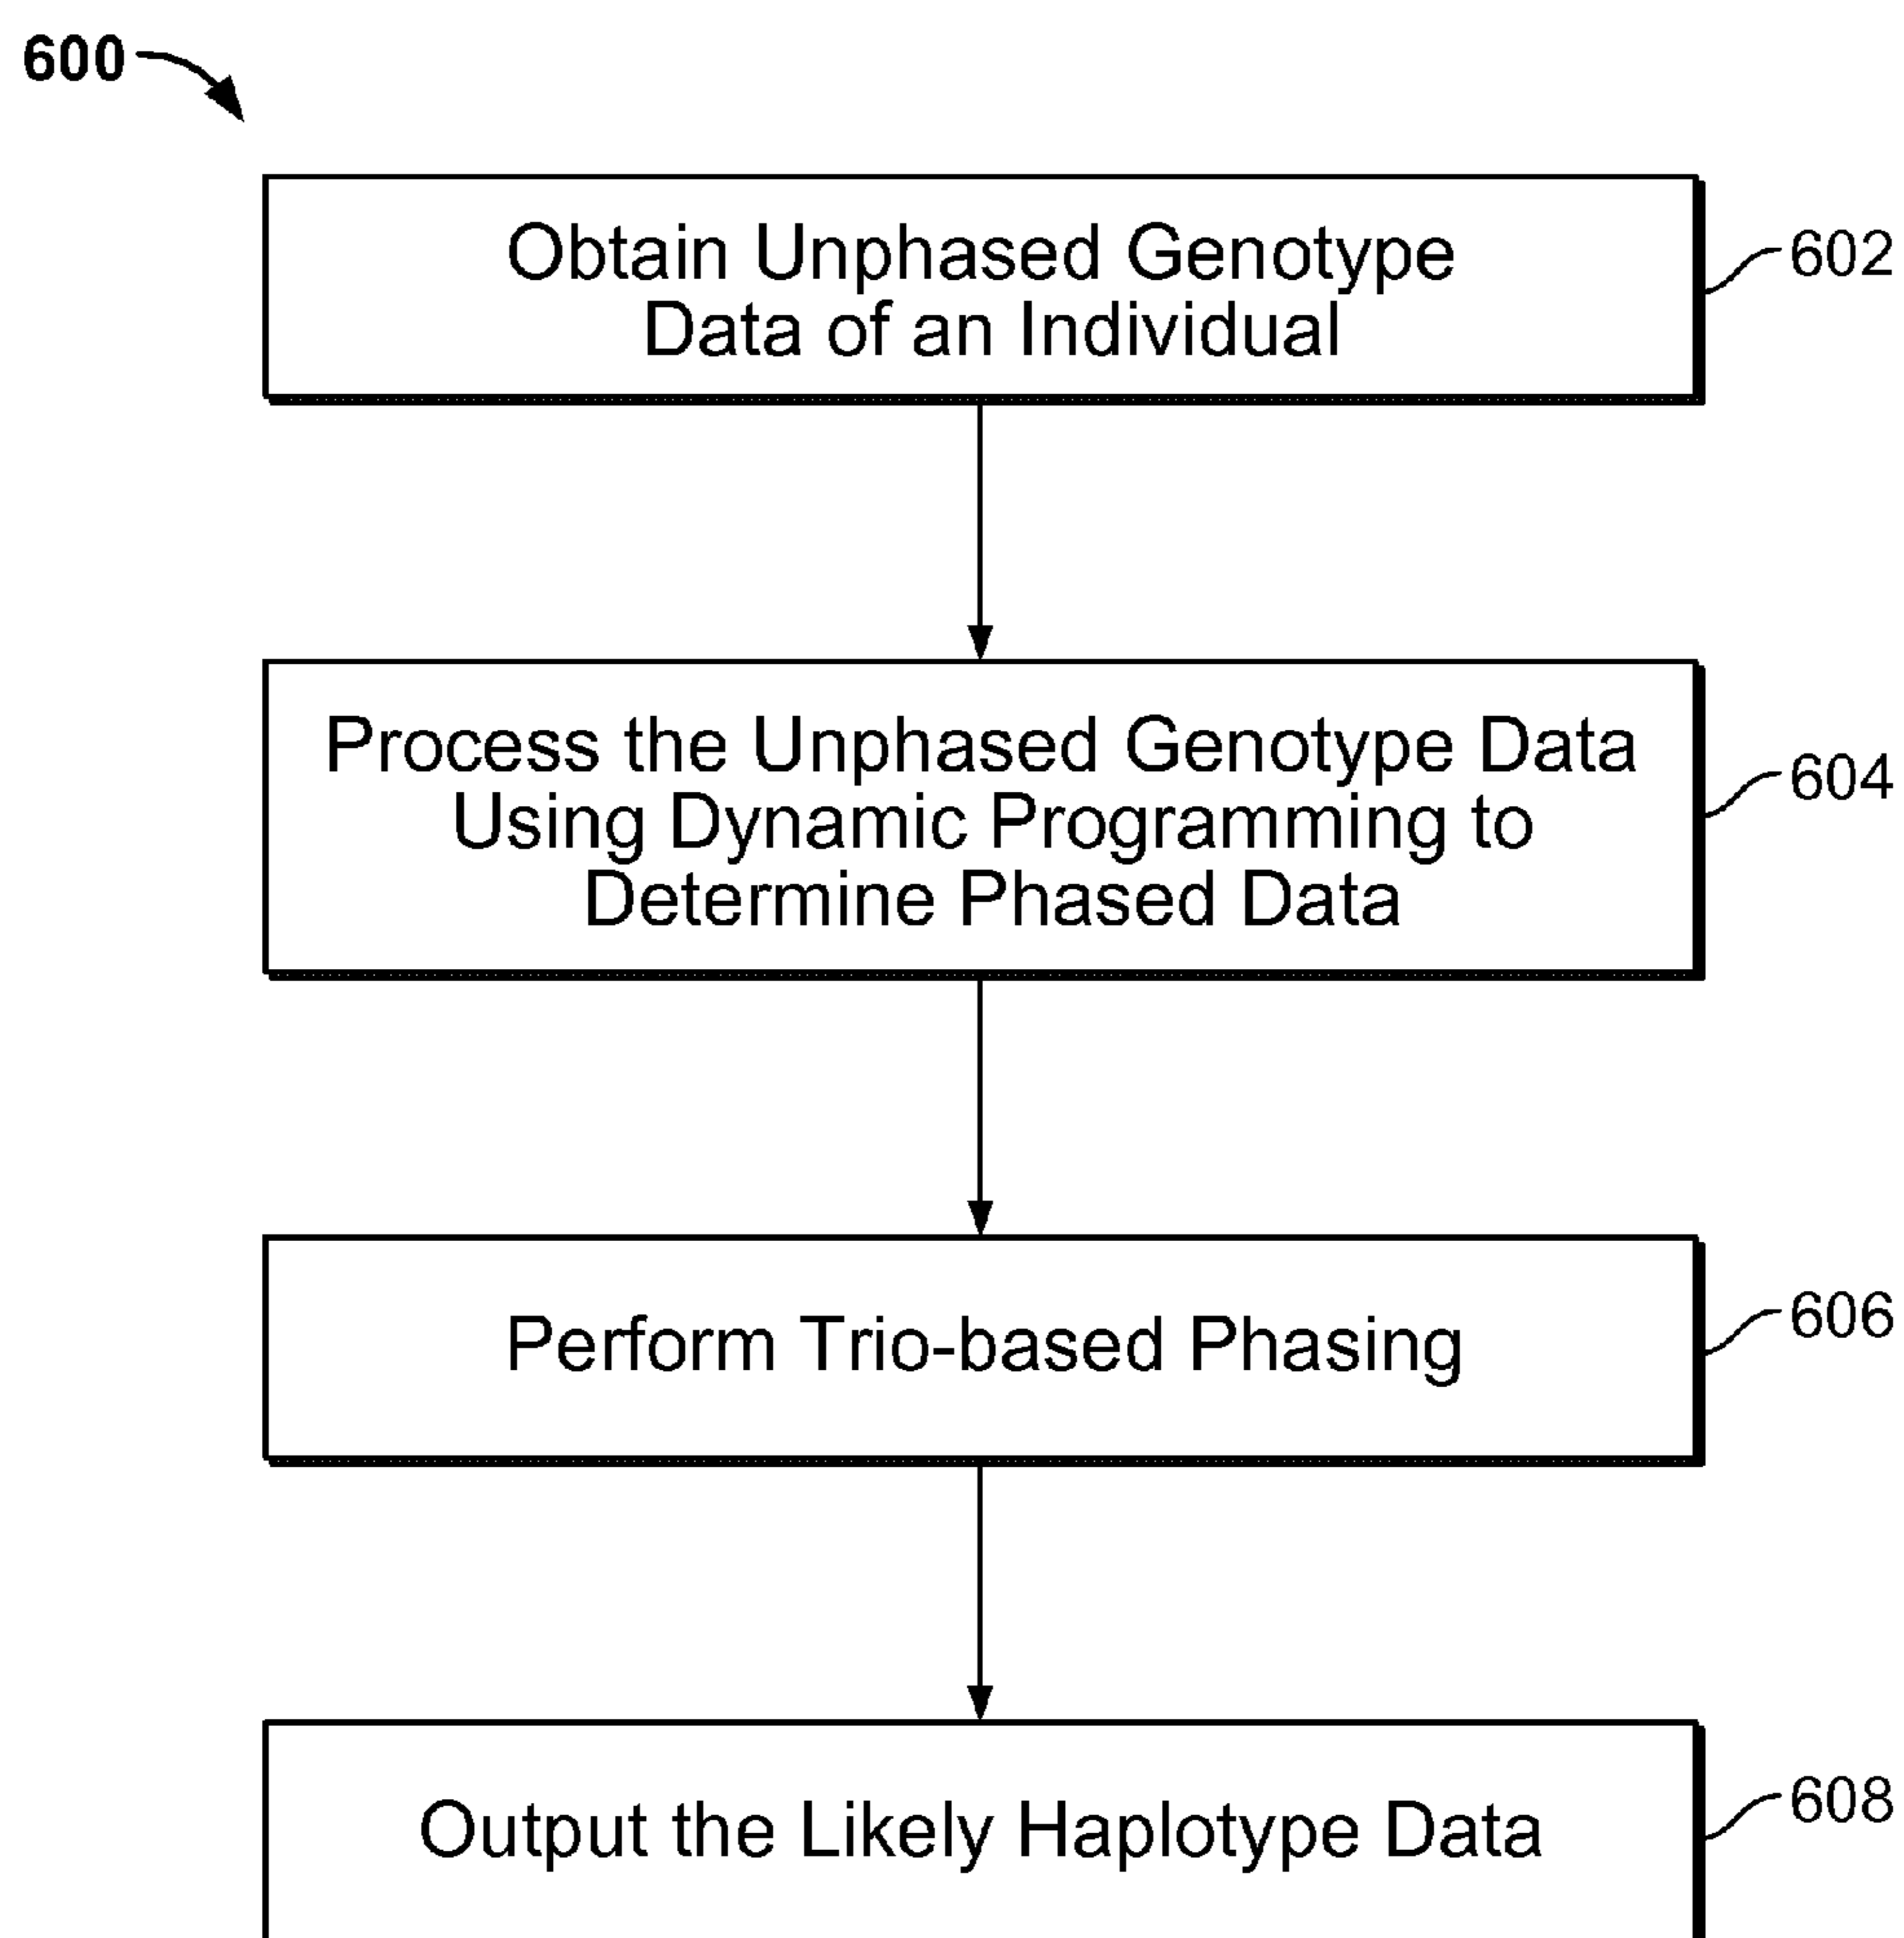 600
Obtain Unphased Genotype
Data of an Individual
602
Process the Unphased Genotype Data
Using Dynamic Programming to
Determine Phased Data
604
Perform Trio-based Phasing
606
Output the Likely Haplotype Data
608